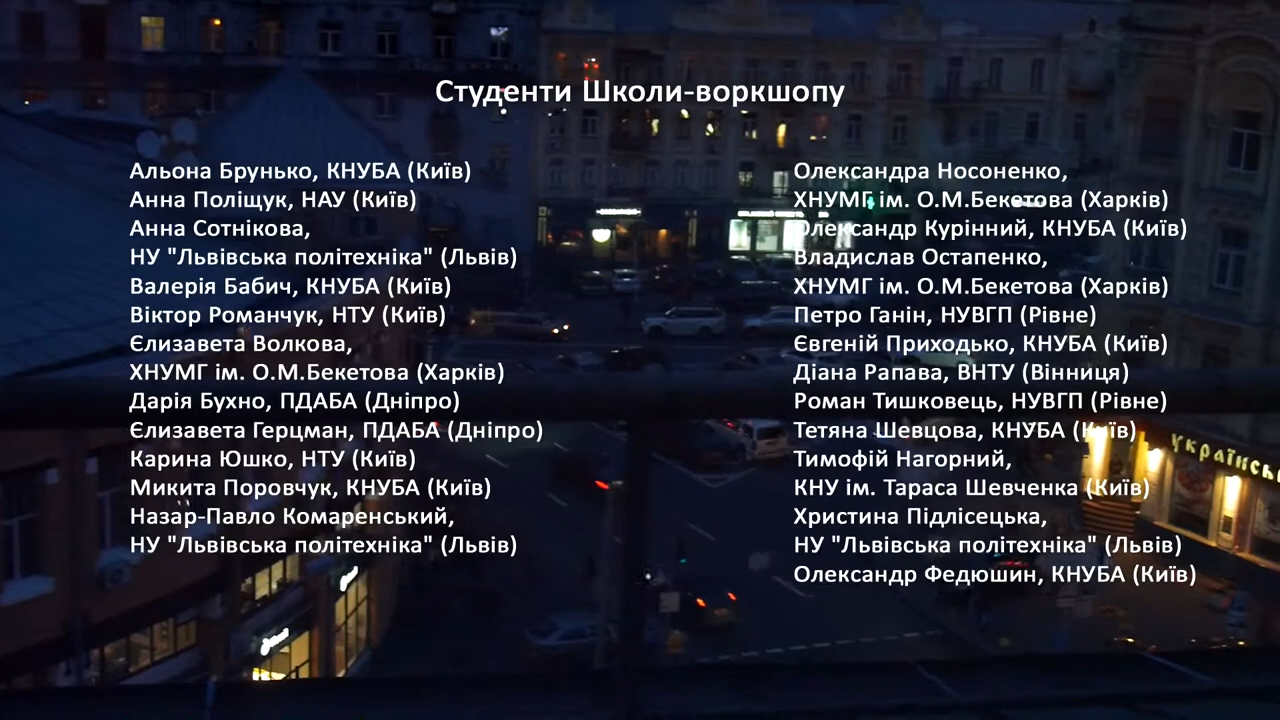 Студенти Школи-воркшопу
Альона Брунько, КНУБА (Київ)
Анна Поліщук, НАУ (Київ)
Анна Сотнікова,
НУ "Львівська політехніка" (Львів)
Валерія Бабич, КНУБА (Київ)
Віктор Романчук, НТУ (Київ)
Єлизавета Волкова,
ХНУМГ ім. О.М.Бекетова (Харків)
Дарія Бухно, ПДАБА (Дніпро)
Єлизавета Герцман, ПДАБА (Дніпро)
Карина Юшко, НТУ (Київ)
Микита Поровчук, КНУБА (Київ)
Назар-Павло Комаренський,
НУ "Львівська політехніка" (Львів)
Олександра Носоненко,
ХНУМГ ім. О.М.Бекетова (Харків)
Олександр Курінний, КНУБА (Київ)
Владислав Остапенко,
ХНУМГ ім. О.М.Бекетова (Харків)
Петро Ганін, НУВГП (Рівне)
Євгеній Приходько, КНУБА (Київ)
Діана Рапава, ВНТУ (Вінниця)
Роман Тишковець, НУВГП (Рівне)
Тетяна Шевцова, КНУБА (Київ)
Тимофій Нагорний,
КНУ ім. Тараса Шевченка (Київ)
Христина Підлісецька,
НУ "Львівська політехніка" (Львів)
Олександр Федюшин, КНУБА (Київ)